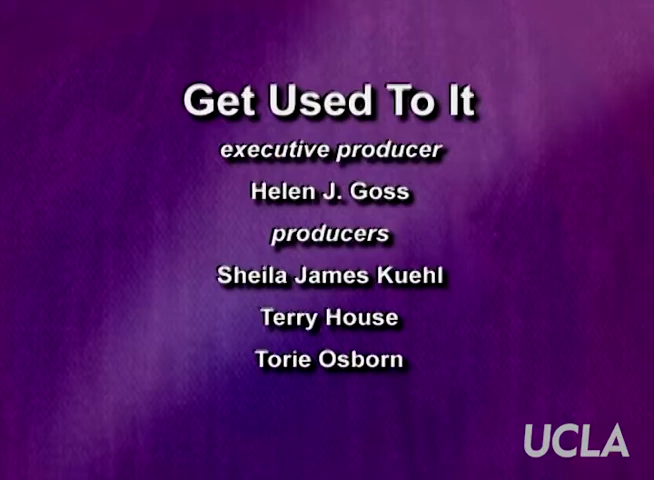 Get Used To It
executive producer
Helen J. Goss
producers
Sheila James Kuehl
Terry House
Torie Osborn
UCLA